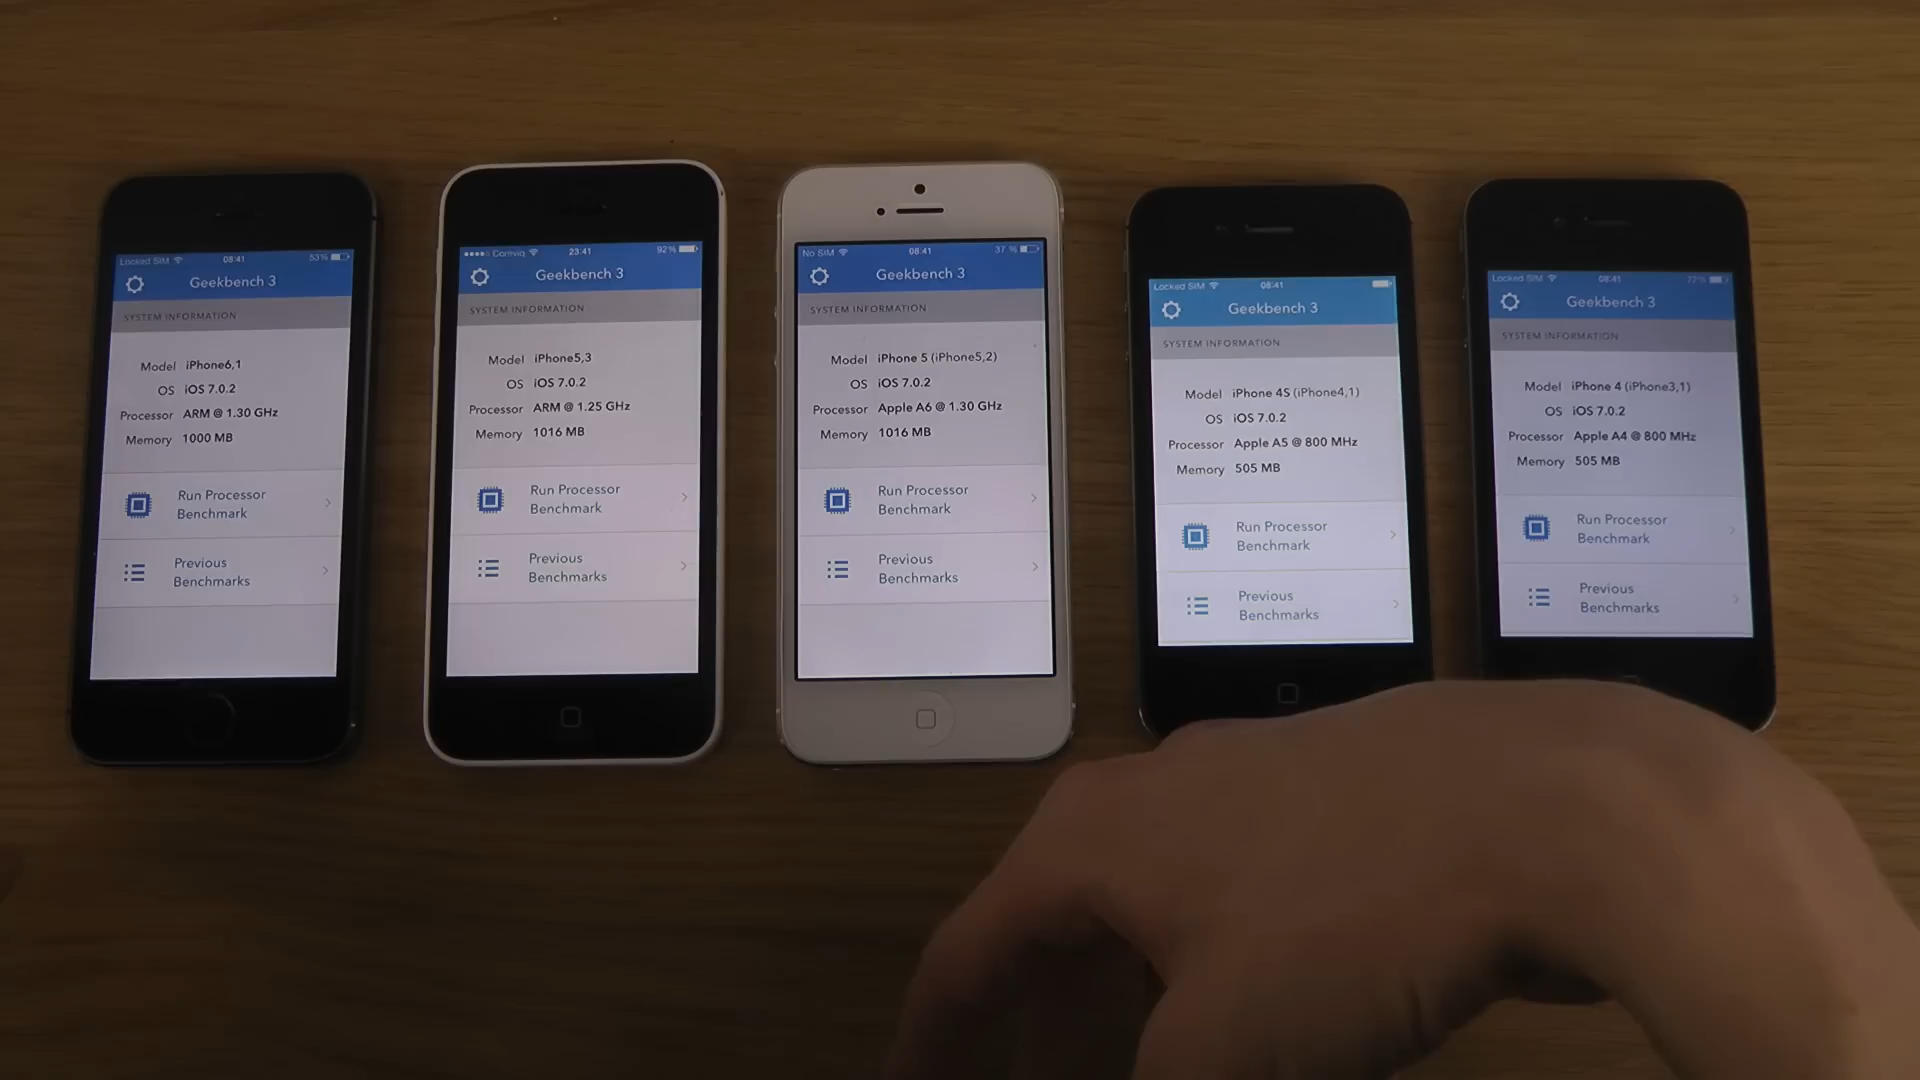 Locked SIM 08:41 53%
Geekbench 3
SYSTEM INFORMATION
Model iPhone6,1
OS iOS 7.0.2
Processor ARM @ 1.30 GHz
Memory 1000 MB
Run Processor
Benchmark
Previous
Benchmarks
Comviq 23:41 92%
Geekbench 3
SYSTEM INFORMATION
Model iPhone5,3
OS iOS 7.0.2
Processor ARM @ 1.25 GHz
Memory 1016 MB
Run Processor
Benchmark
Previous
Benchmarks
No SIM 08:41 37 %
Geekbench 3
SYSTEM INFORMATION
Model iPhone 5 (iPhone5,2)
OS iOS 7.0.2
Processor Apple A6 @ 1.30 GHz
Memory 1016 MB
Run Processor
Benchmark
Previous
Benchmarks
Locked SIM 08:41
Geekbench 3
SYSTEM INFORMATION
Model iPhone 4S (iPhone4,1)
OS iOS 7.0.2
Processor Apple A5 @ 800 MHz
Memory 505 MB
Run Processor
Benchmark
Previous
Benchmarks
Locked SIM 08:41 77%
Geekbench 3
SYSTEM INFORMATION
Model iPhone 4 (iPhone3,1)
OS iOS 7.0.2
Processor Apple A4 @ 800 MHz
Memory 505 MB
Run Processor
Benchmark
Previous
Benchmarks